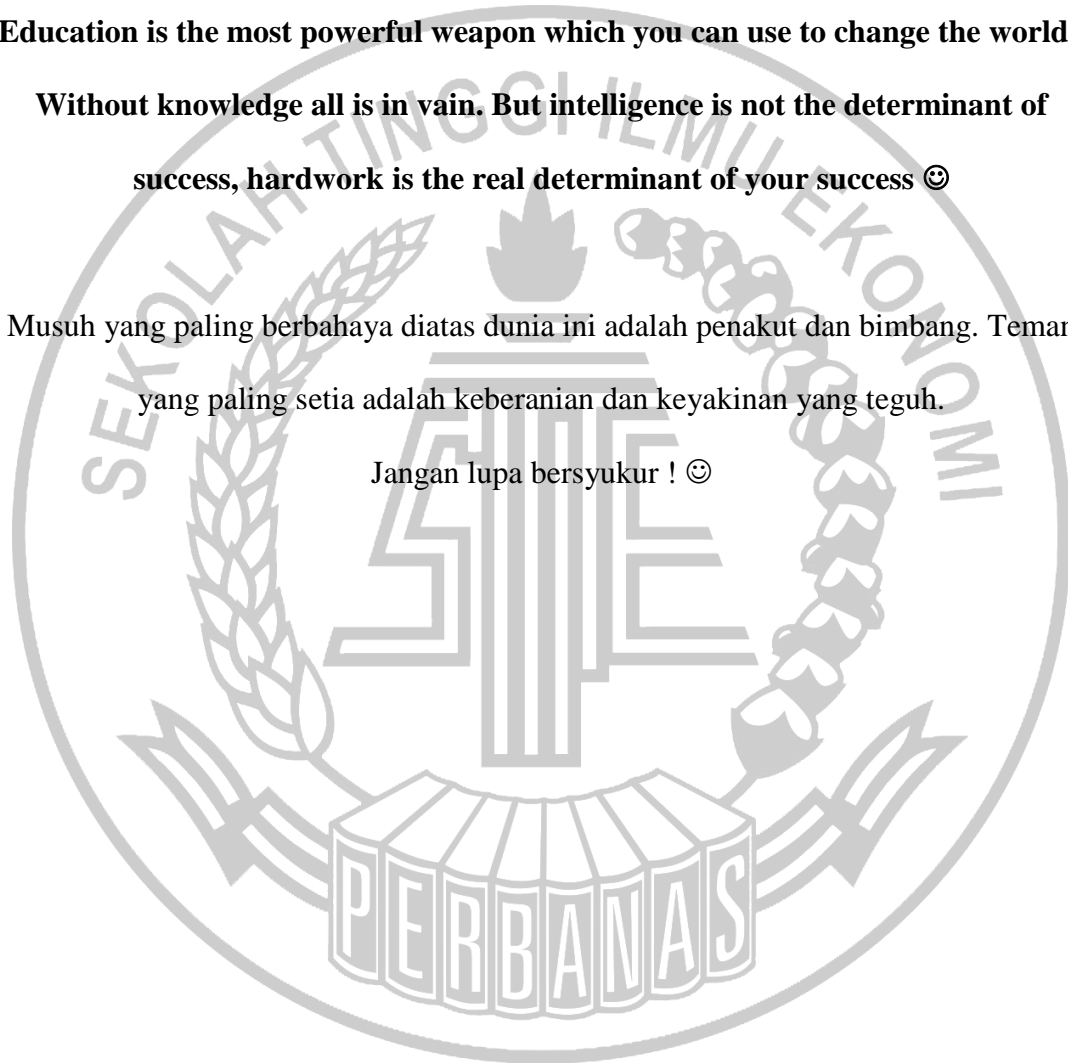 Education is the most powerful weapon which you can use to change the world
Without knowledge all is in vain. But intelligence is not the determinant of
success, hardwork is the real determinant of your success ☺
Musuh yang paling berbahaya diatas dunia ini adalah penakut dan bimbang. Teman
yang paling setia adalah keberanian dan keyakinan yang teguh.
Jangan lupa bersyukur ! ☺
SEKOLAH TINGGI ILMU EKONOMI
STIE
PERBANAS